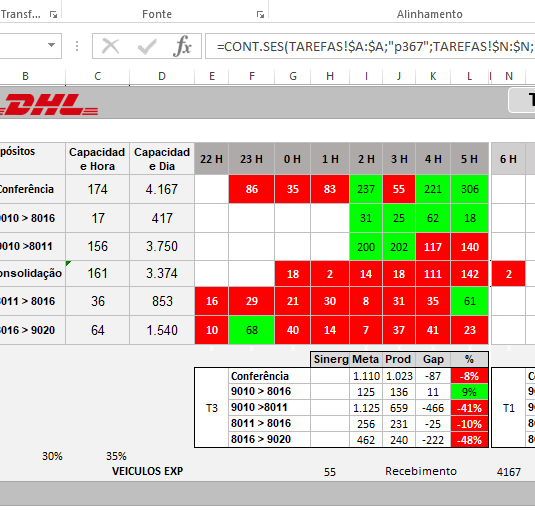 Transf...
Fonte
Alinhamento
fx
=CONT.SES(TAREFAS!$A:$A;"p367";TAREFAS!$N:$N;
B C D E F G H I J K L N
DHL T
pósitos Capacidad e Hora Capacidad e Dia 22 H 23 H 0 H 1 H 2 H 3 H 4 H 5 H 6 H
Conferência 174 4.167 86 35 83 237 55 221 306
9010 > 8016 17 417 31 25 62 18
9010 >8011 156 3.750 200 202 117 140
onsolidação 161 3.374 18 2 14 18 111 142 2
8011 > 8016 36 853 16 29 21 30 8 31 35 61
8016 > 9020 64 1.540 10 68 40 14 7 37 41 23
Sinerg Meta Prod Gap %
Conferência 1.110 1.023 -87 -8%
9010 > 8016 125 136 11 9%
T3 9010 >8011 1.125 659 -466 -41% T1
8011 > 8016 256 231 -25 -10%
8016 > 9020 462 240 -222 -48%
30% 35%
VEICULOS EXP 55 Recebimento 4167